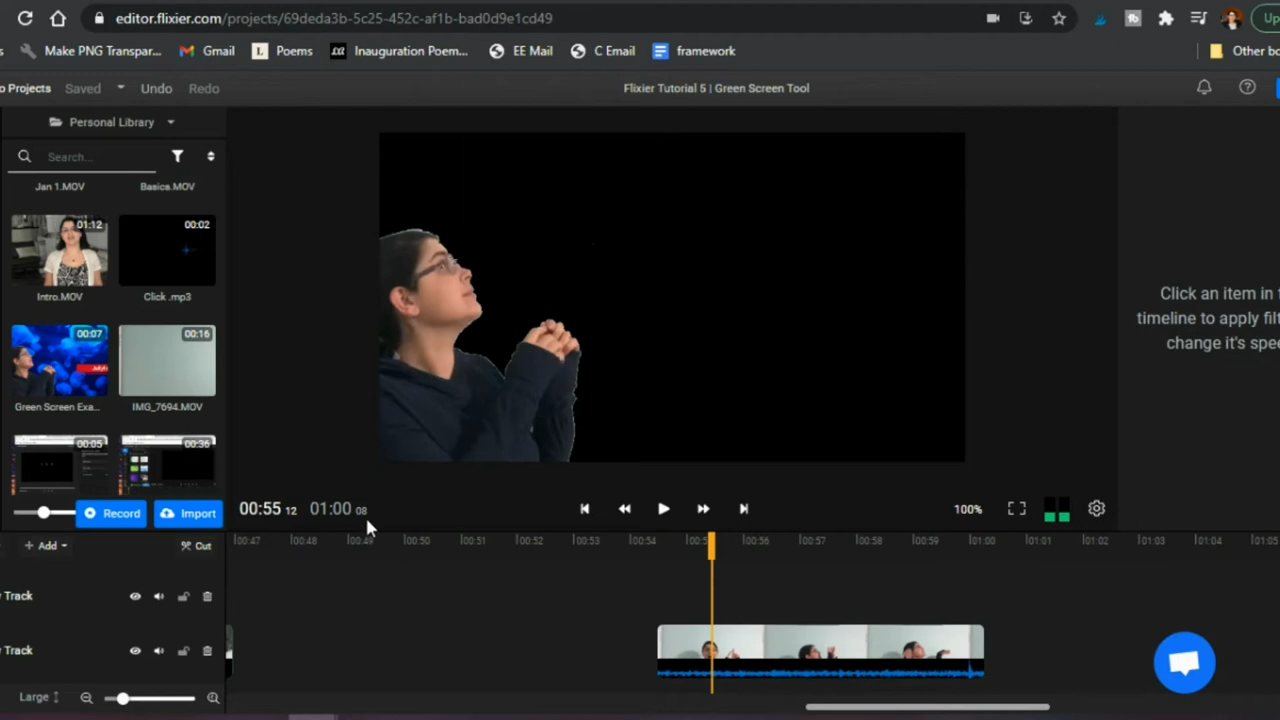 editor.flixier.com/projects/69deda3b-5c25-452c-af1b-bad0d9e1cd49
Up
s Make PNG Transpar... Gmail L Poems Inauguration Poem... EE Mail C Email framework Other bo
o Projects Saved Undo Redo Flixier Tutorial 5 | Green Screen Tool
Personal Library
Search...
Jan 1.MOV Basics.MOV
01:12 00:02
Intro.MOV Click .mp3
00:07 00:16
Green Screen Exa... IMG_7694.MOV
00:05 00:36
Click an item in t
timeline to apply filt
change it's spee
Record Import 00:55 12 01:00 08 100%
+ Add Cut 00:47 00:48 00:49 00:50 00:51 00:52 00:53 00:54 00:5 00:56 00:57 00:58 00:59 01:00 01:01 01:02 01:03 01:04 01:05
Track
Track
Large